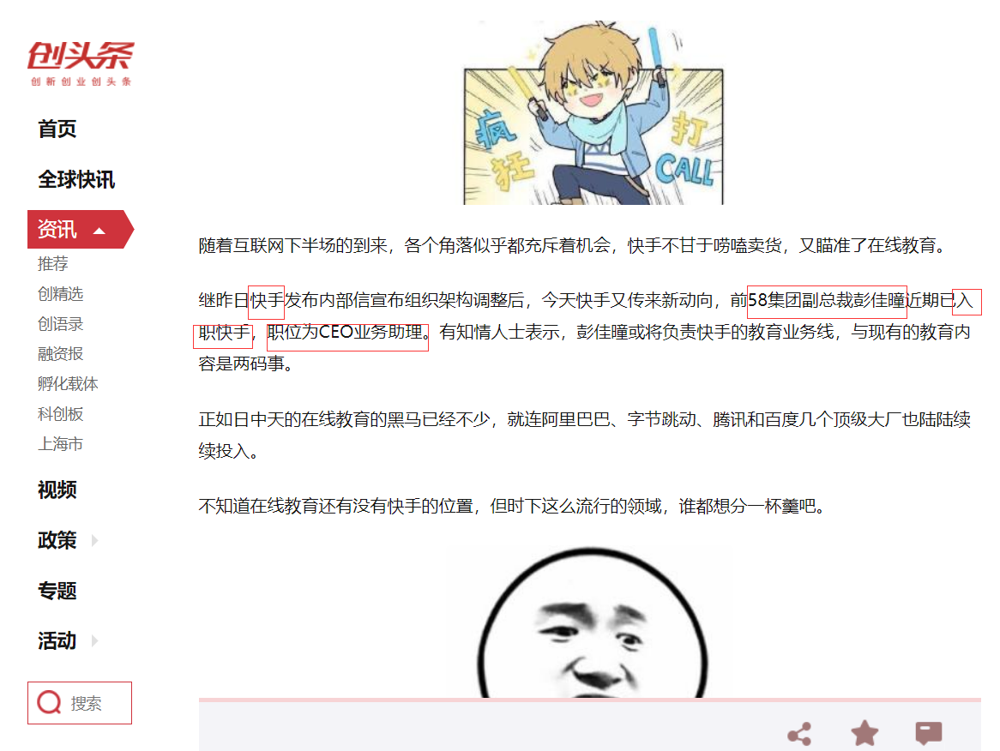 创头条
创新创业创头条
首页
全球快讯
资讯
推荐
创精选
创语录
融资报
孵化载体
科创板
上海市
视频
政策
专题
活动
搜索
疯狂
打
CALL
随着互联网下半场的到来，各个角落似乎都充斥着机会，快手不甘于唠嗑卖货，又瞄准了在线教育。
继昨日快手发布内部信宣布组织架构调整后，今天快手又传来新动向，前58集团副总裁彭佳曈近期已入
职快手，职位为CEO业务助理。有知情人士表示，彭佳曈或将负责快手的教育业务线，与现有的教育内
容是两码事。
正如日中天的在线教育的黑马已经不少，就连阿里巴巴、字节跳动、腾讯和百度几个顶级大厂也陆陆续
续投入。
不知道在线教育还有没有快手的位置，但时下这么流行的领域，谁都想分一杯羹吧。